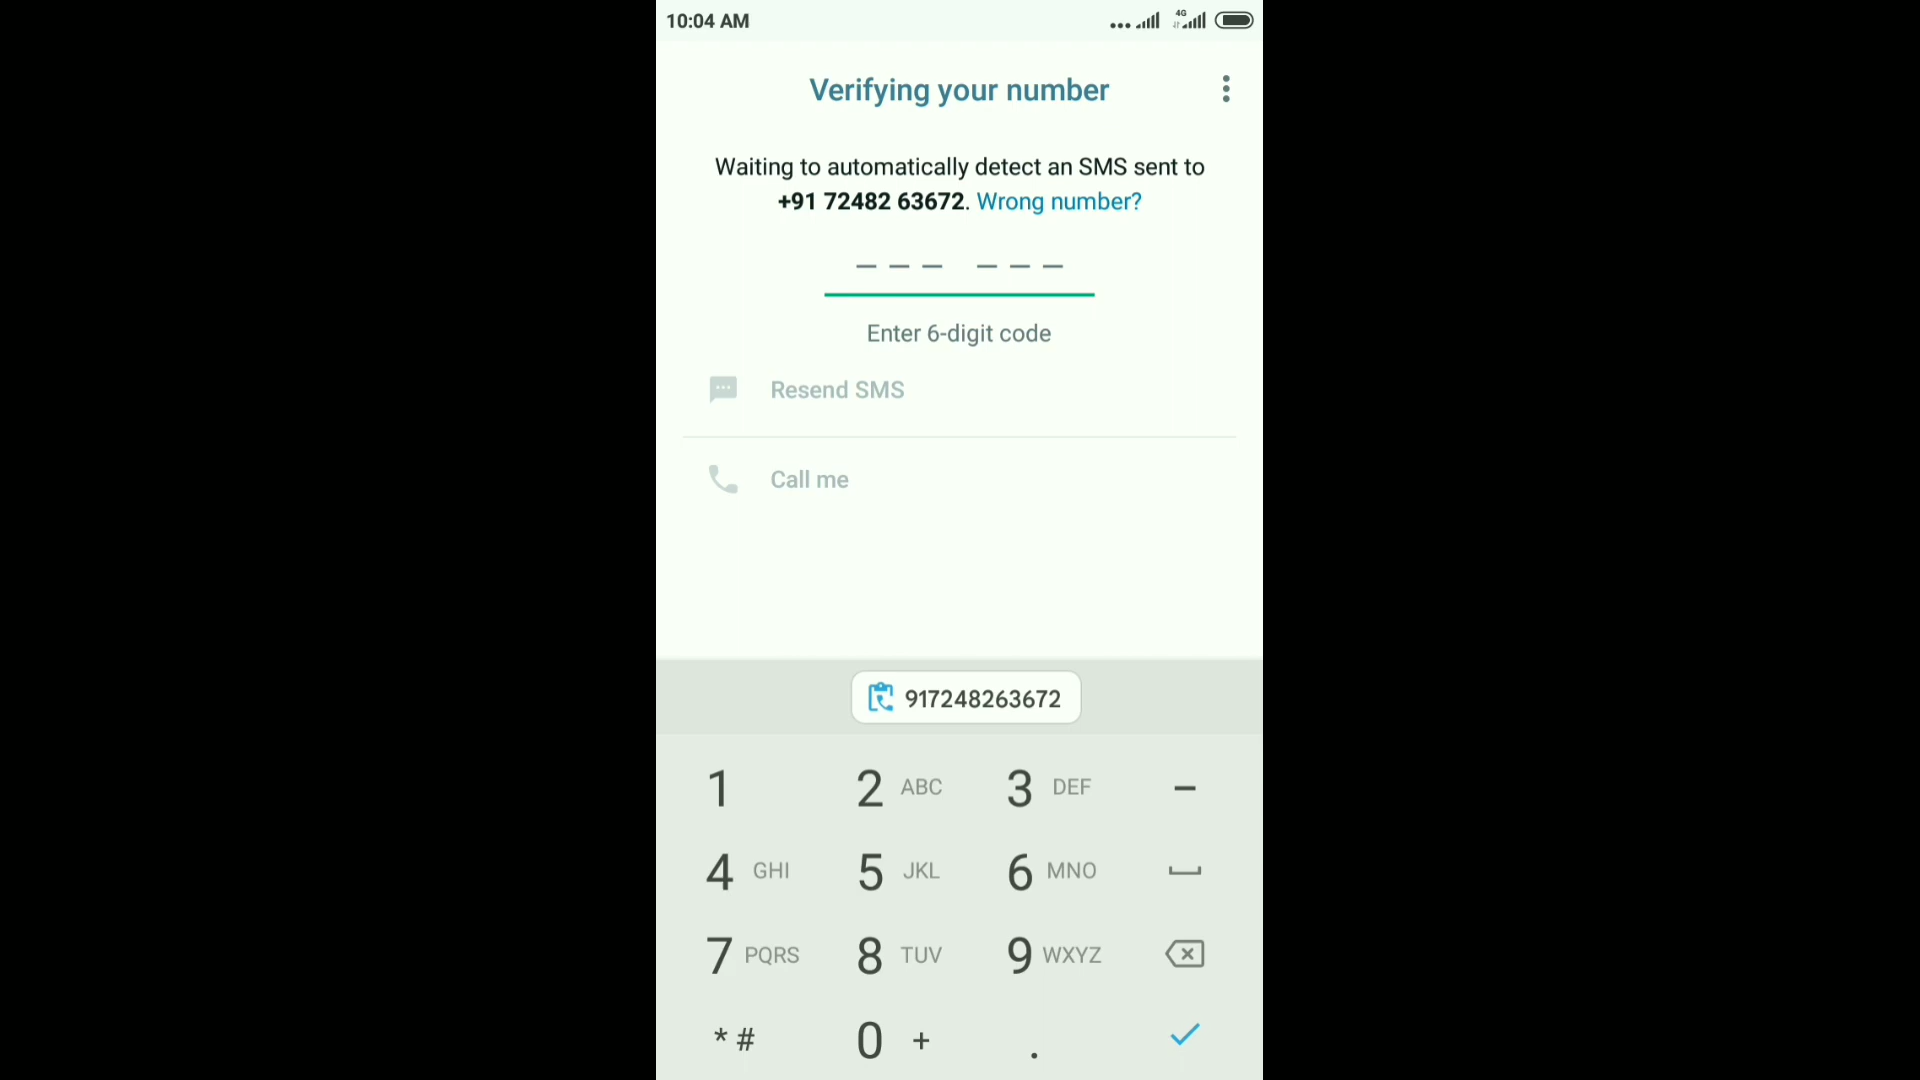 10:04 AM
4G
Verifying your number
Waiting to automatically detect an SMS sent to
+91 72482 63672. Wrong number?
Enter 6-digit code
Resend SMS
Call me
917248263672
1 2 ABC 3 DEF –
4 GHI 5 JKL 6 MNO
7 PQRS 8 TUV 9 WXYZ
* # 0 + .